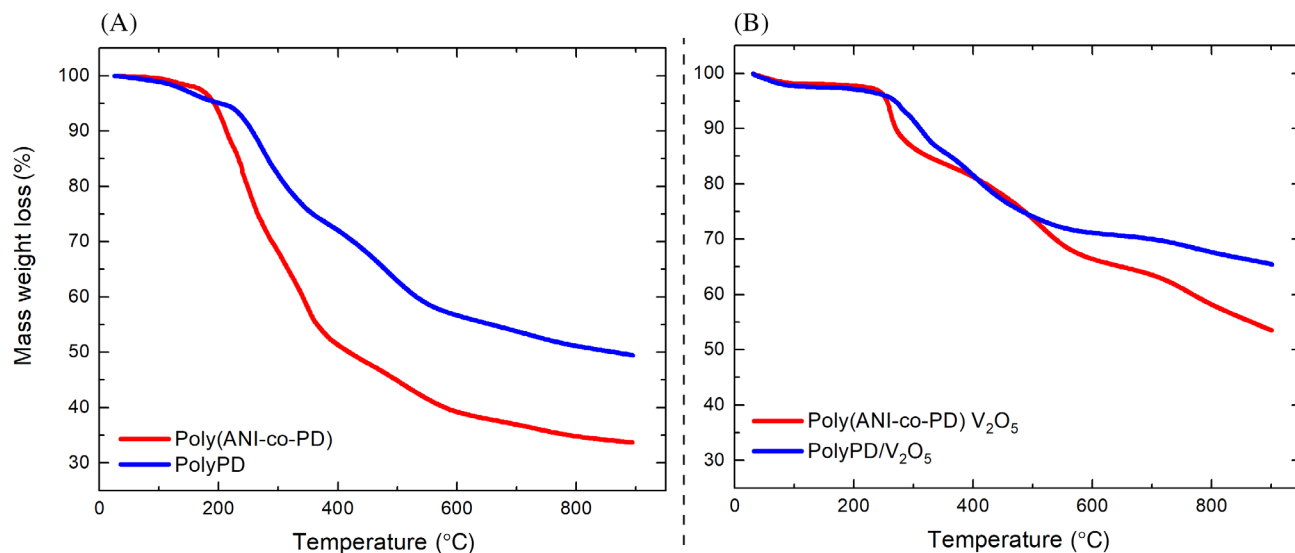 (A)
(B)
Mass weight loss (%)
100
90
80
70
60
50
40
30
Poly(ANI-co-PD)
PolyPD
0
200
400
600
800
Temperature (°C)
100
90
80
70
60
50
40
30
Poly(ANI-co-PD) V₂O₅
PolyPD/V₂O₅
0
200
400
600
800
Temperature (°C)